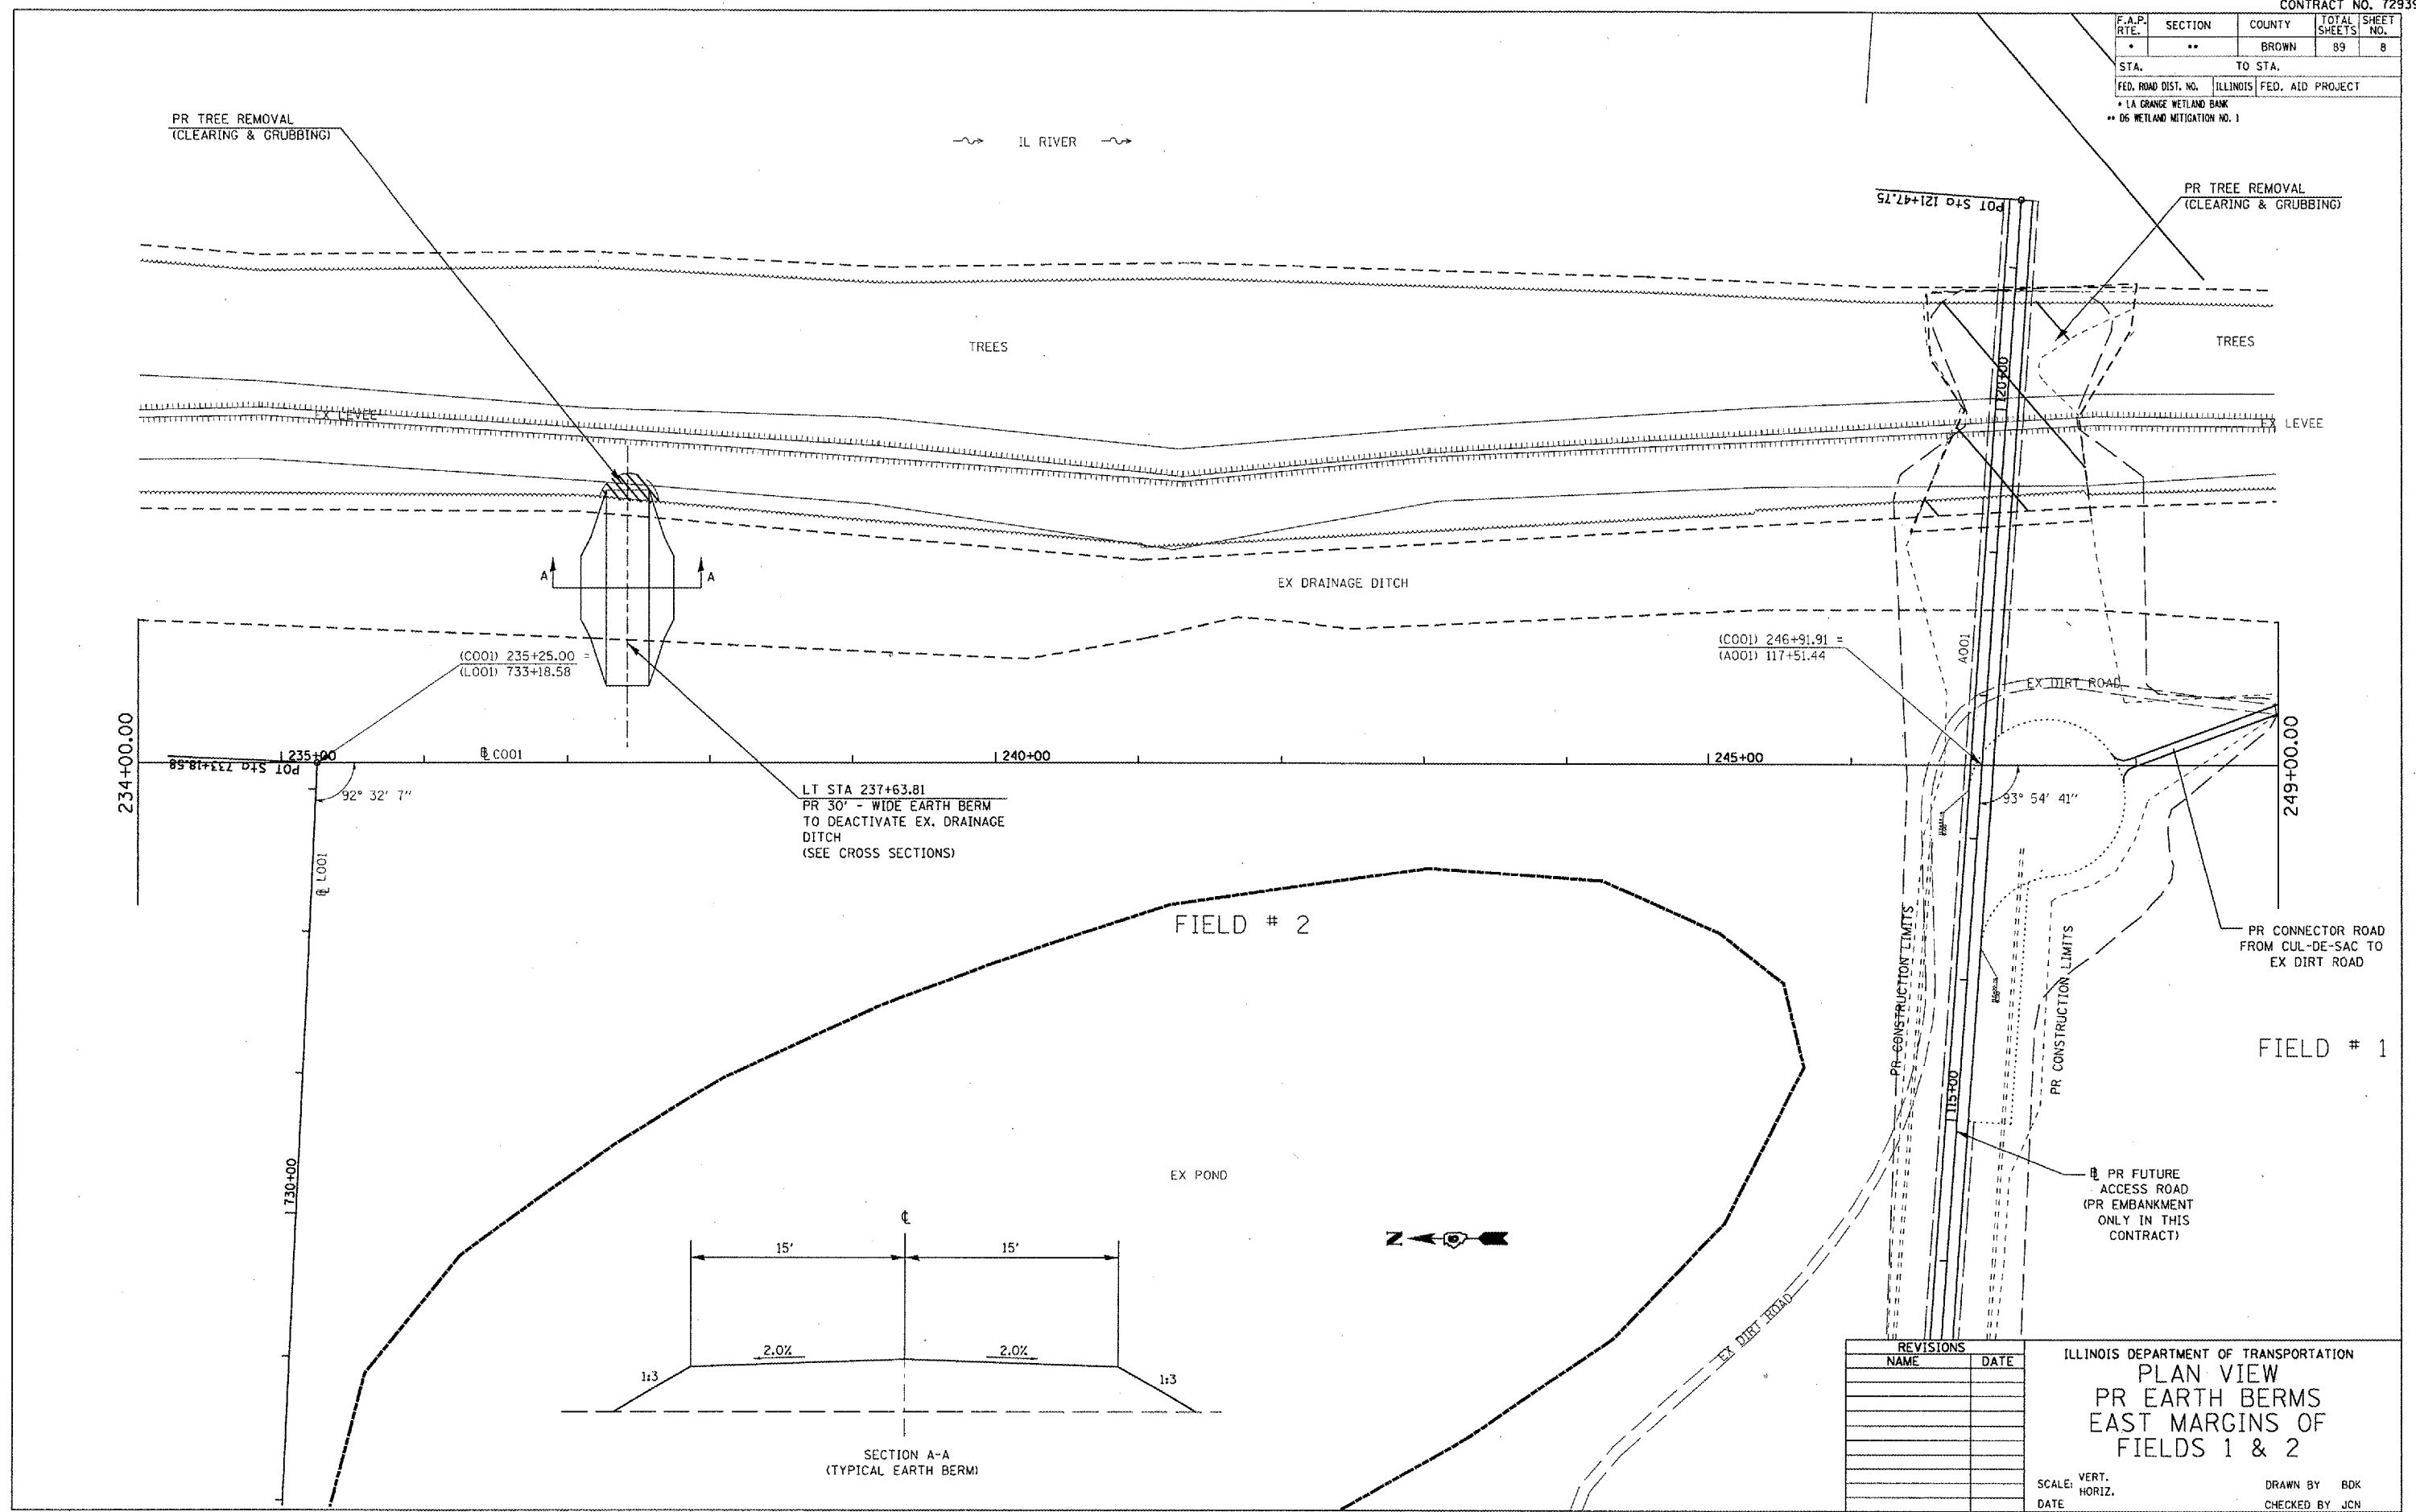 CONTRACT NO. 72939
F.A.P. RTE. SECTION COUNTY TOTAL SHEETS SHEET NO.
* ** BROWN 89 8
STA. TO STA.
FED. ROAD DIST. NO. ILLINOIS FED. AID PROJECT
* LA GRANGE WETLAND BANK
** D6 WETLAND MITIGATION NO. 1
PR TREE REMOVAL
(CLEARING & GRUBBING)
IL RIVER
PR TREE REMOVAL
(CLEARING & GRUBBING)
POT Sta 121+47.75
TREES
TREES
120+00
EX LEVEE
EX LEVEE
A
A
EX DRAINAGE DITCH
(C001) 235+25.00 =
(L001) 733+18.58
(C001) 246+91.91 =
(A001) 117+51.44
A001
EX DIRT ROAD
234+00.00
POT Sta 733+18.58
235+00
℄ C001
240+00
245+00
249+00.00
92° 32' 7"
93° 54' 41"
LT STA 237+63.81
PR 30' - WIDE EARTH BERM
TO DEACTIVATE EX. DRAINAGE
DITCH
(SEE CROSS SECTIONS)
℄ L001
FIELD # 2
PR CONSTRUCTION LIMITS
PR CONSTRUCTION LIMITS
PR CONNECTOR ROAD
FROM CUL-DE-SAC TO
EX DIRT ROAD
FIELD # 1
115+00
730+00
EX POND
℄ PR FUTURE
ACCESS ROAD
(PR EMBANKMENT
ONLY IN THIS
CONTRACT)
℄
15' 15'
N
2.0% 2.0%
1:3 1:3
EX DIRT ROAD
SECTION A-A
(TYPICAL EARTH BERM)
REVISIONS
NAME DATE
ILLINOIS DEPARTMENT OF TRANSPORTATION
PLAN VIEW
PR EARTH BERMS
EAST MARGINS OF
FIELDS 1 & 2
SCALE: VERT.
HORIZ.
DATE
DRAWN BY BDK
CHECKED BY JCN